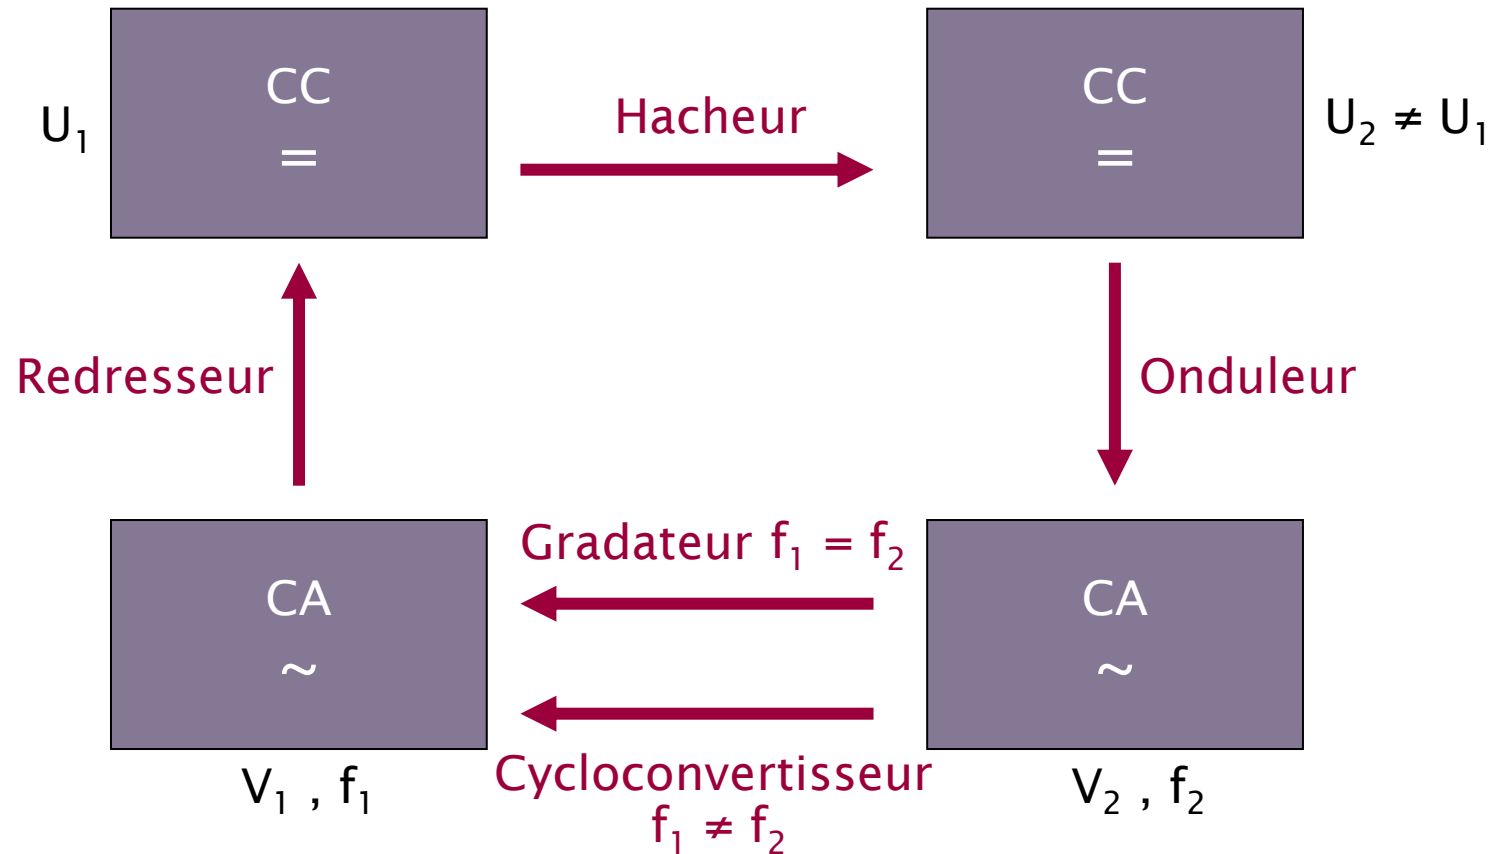 CC
=
U₁
Hacheur
CC
=
U₂ ≠ U₁
Redresseur
Onduleur
CA
~
V₁ , f₁
Gradateur f₁ = f₂
Cycloconvertisseur
f₁ ≠ f₂
CA
~
V₂ , f₂